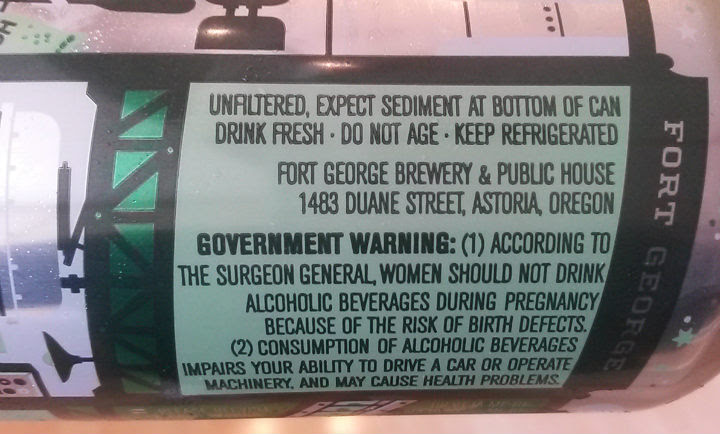 UNFILTERED, EXPECT SEDIMENT AT BOTTOM OF CAN
DRINK FRESH · DO NOT AGE · KEEP REFRIGERATED
FORT GEORGE BREWERY & PUBLIC HOUSE
1483 DUANE STREET, ASTORIA, OREGON
GOVERNMENT WARNING: (1) ACCORDING TO
THE SURGEON GENERAL, WOMEN SHOULD NOT DRINK
ALCOHOLIC BEVERAGES DURING PREGNANCY
BECAUSE OF THE RISK OF BIRTH DEFECTS.
(2) CONSUMPTION OF ALCOHOLIC BEVERAGES
IMPAIRS YOUR ABILITY TO DRIVE A CAR OR OPERATE
MACHINERY, AND MAY CAUSE HEALTH PROBLEMS.
FORT GEORGE